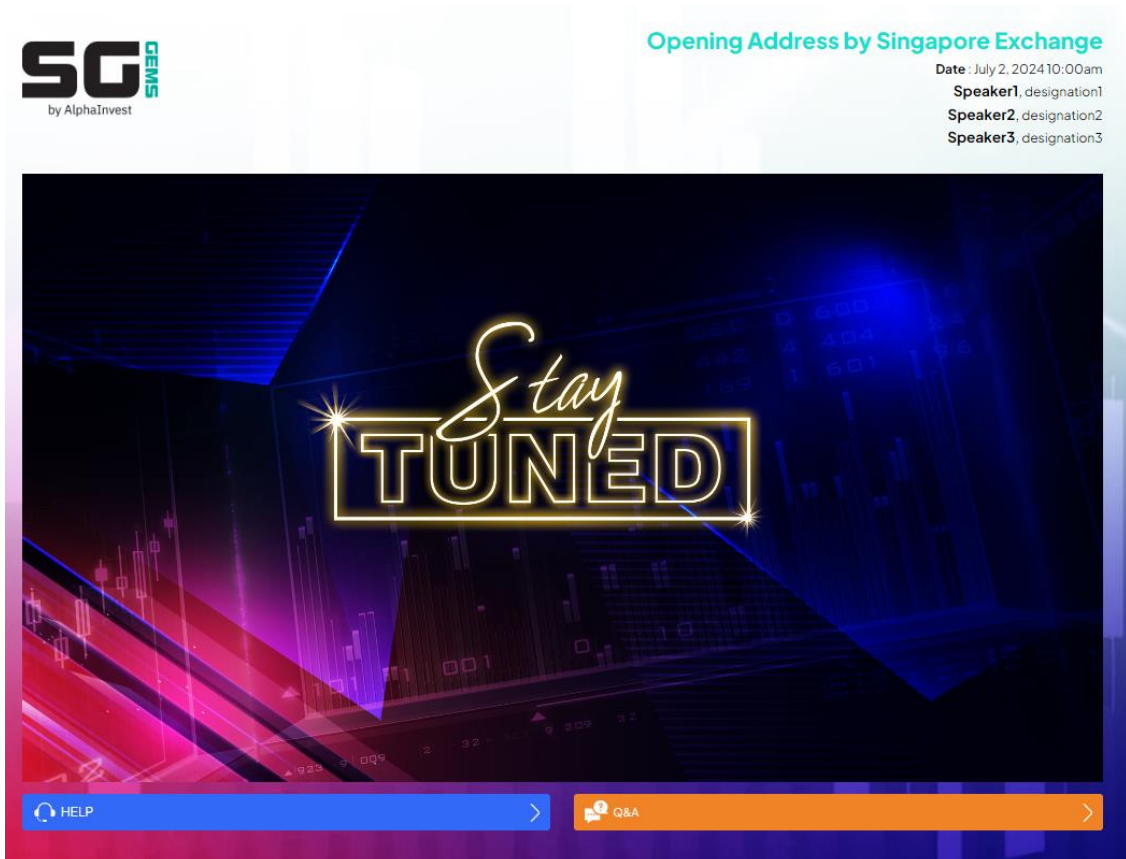 SG
GEMS
by AlphaInvest
Opening Address by Singapore Exchange
Date : July 2, 2024 10:00am
Speaker1, designation1
Speaker2, designation2
Speaker3, designation3
Stay
TUNED
HELP
Q&A